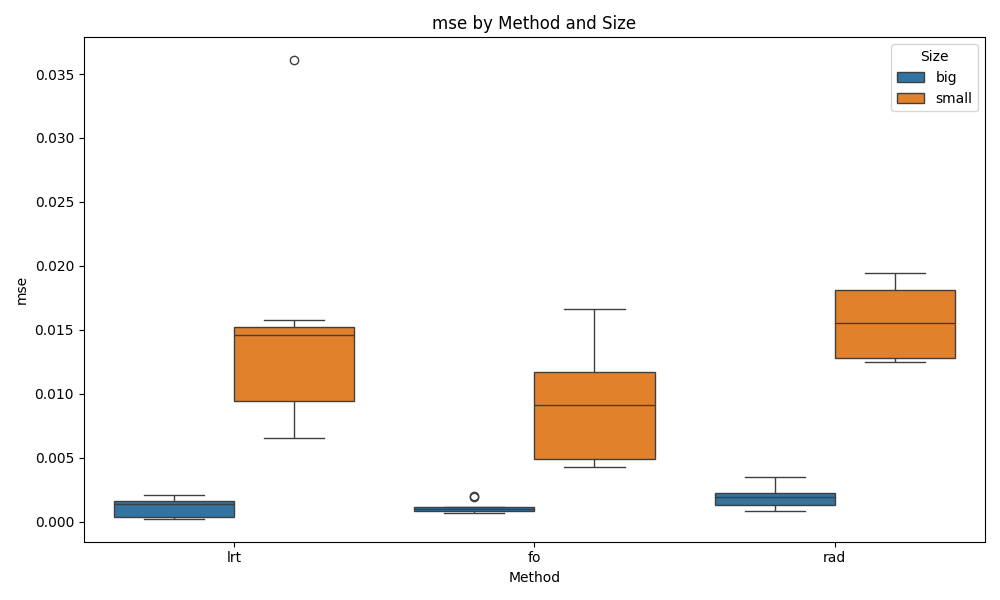 mse by Method and Size
Size
big
small
0.035
0.030
0.025
0.020
0.015
0.010
0.005
0.000
mse
lrt
fo
rad
Method